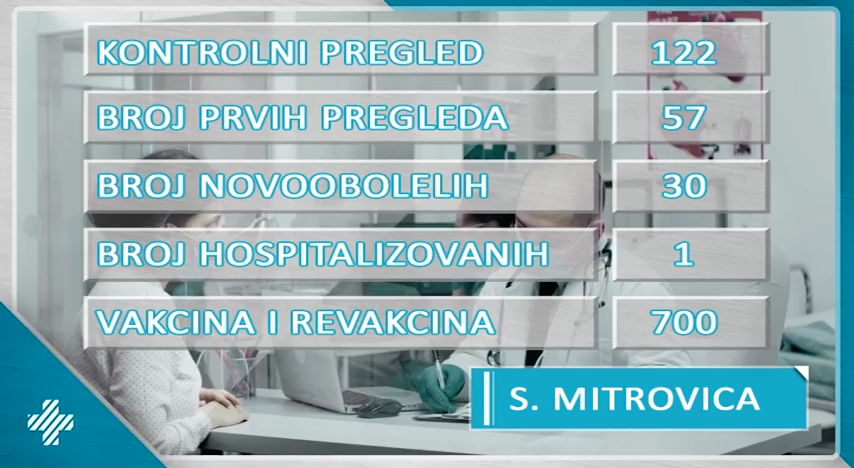 KONTROLNI PREGLED 122
BROJ PRVIH PREGLEDA 57
BROJ NOVOOBOLELIH 30
BROJ HOSPITALIZOVANIH 1
VAKCINA I REVAKCINA 700
S. MITROVICA